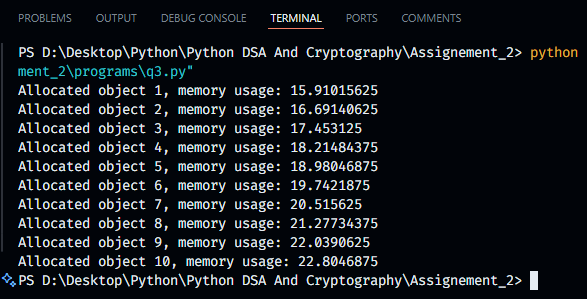 PROBLEMS OUTPUT DEBUG CONSOLE TERMINAL PORTS COMMENTS
PS D:\Desktop\Python\Python DSA And Cryptography\Assignement_2> python
ment_2\programs\q3.py"
Allocated object 1, memory usage: 15.91015625
Allocated object 2, memory usage: 16.69140625
Allocated object 3, memory usage: 17.453125
Allocated object 4, memory usage: 18.21484375
Allocated object 5, memory usage: 18.98046875
Allocated object 6, memory usage: 19.7421875
Allocated object 7, memory usage: 20.515625
Allocated object 8, memory usage: 21.27734375
Allocated object 9, memory usage: 22.0390625
Allocated object 10, memory usage: 22.8046875
PS D:\Desktop\Python\Python DSA And Cryptography\Assignement_2>